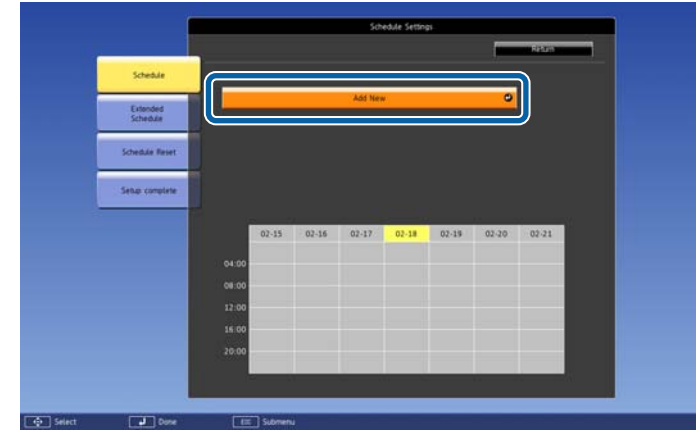 Schedule Settings
Return
Schedule
Add New
Extended
Schedule
Schedule Reset
Setup complete
02-15 02-16 02-17 02-18 02-19 02-20 02-21
04:00
08:00
12:00
16:00
20:00
Select Done Esc Submenu